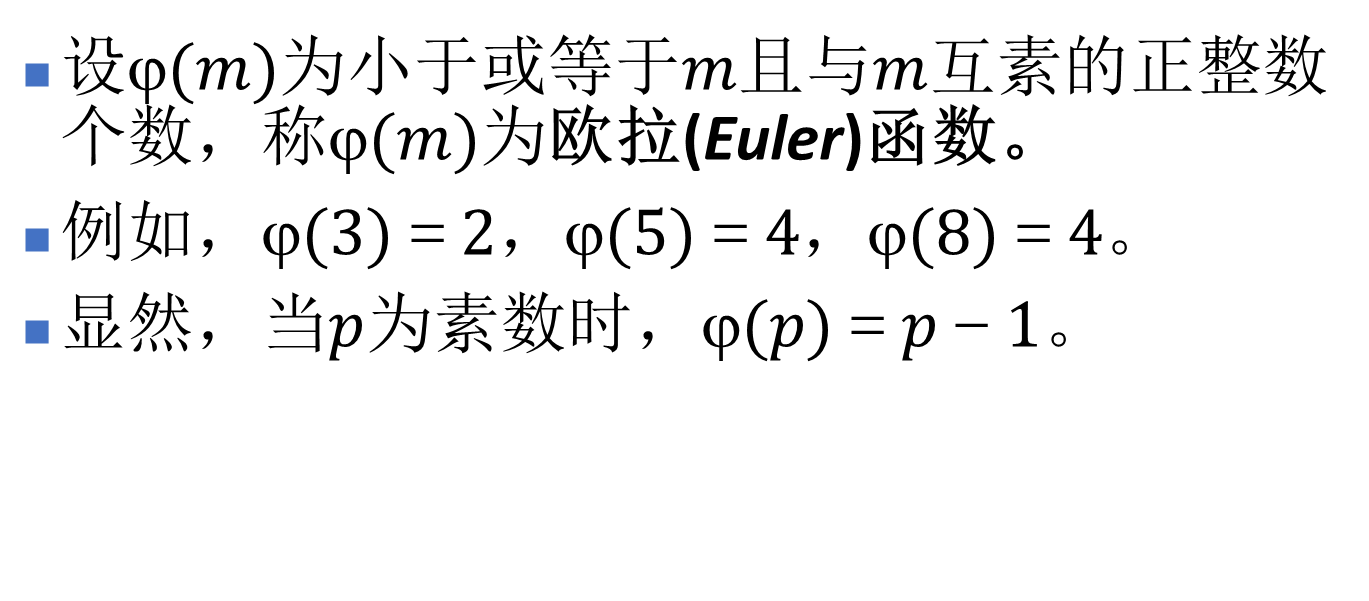 ■ 设φ(m)为小于或等于m且与m互素的正整数
个数，称φ(m)为欧拉(Euler)函数。
■ 例如，φ(3) = 2，φ(5) = 4，φ(8) = 4。
■ 显然，当p为素数时，φ(p) = p − 1。